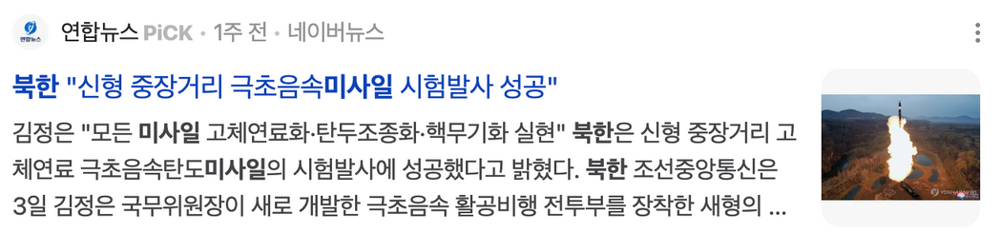 연합뉴스 PiCK · 1주 전 · 네이버뉴스
북한 "신형 중장거리 극초음속미사일 시험발사 성공"
김정은 "모든 미사일 고체연료화·탄두조종화·핵무기화 실현" 북한은 신형 중장거리 고
체연료 극초음속탄도미사일의 시험발사에 성공했다고 밝혔다. 북한 조선중앙통신은
3일 김정은 국무위원장이 새로 개발한 극초음속 활공비행 전투부를 장착한 새형의 ...
연합뉴스
YONHAPNEWS